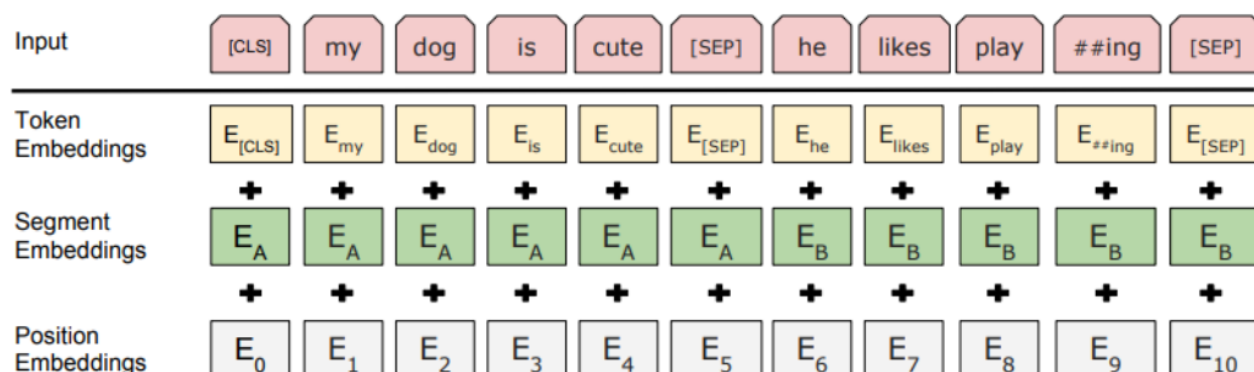 Input [CLS] my dog is cute [SEP] he likes play ##ing [SEP]
Token
Embeddings
E[CLS] Emy Edog Eis Ecute E[SEP] Ehe Elikes Eplay E##ing E[SEP]
+ + + + + + + + + + +
Segment
Embeddings
EA EA EA EA EA EA EB EB EB EB EB
+ + + + + + + + + + +
Position
Embeddings
E0 E1 E2 E3 E4 E5 E6 E7 E8 E9 E10